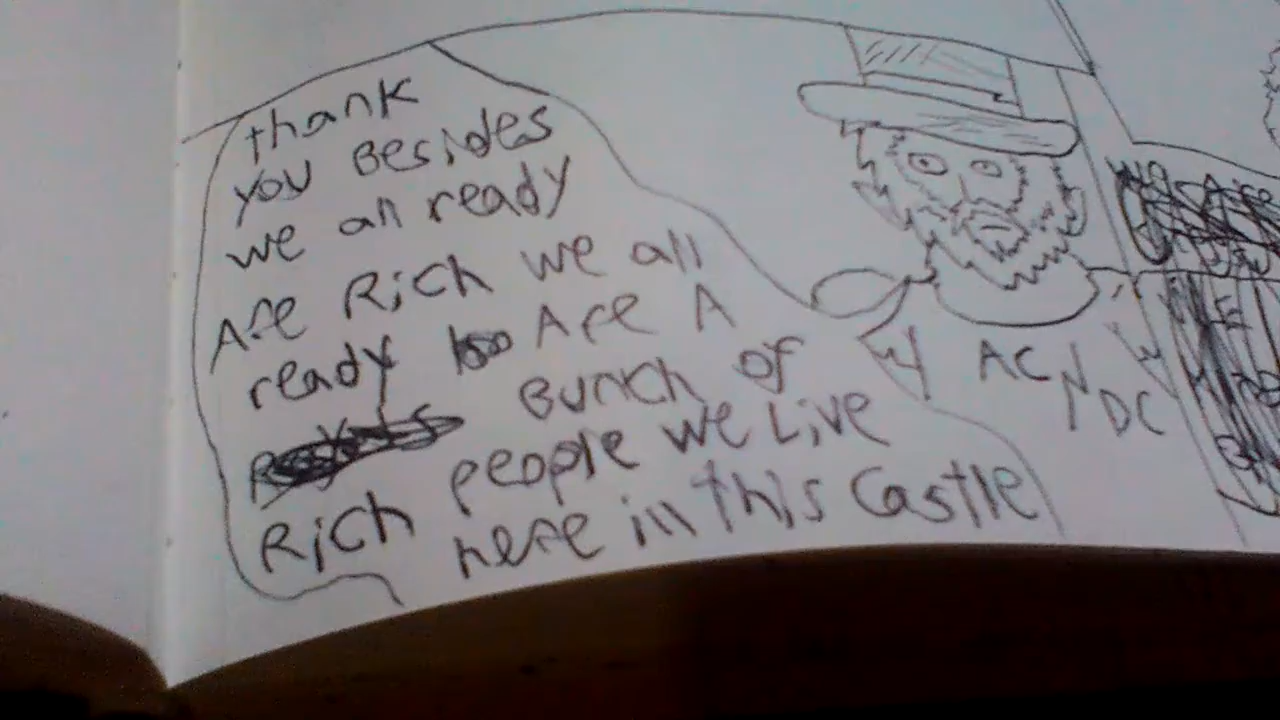 thank
you Besides
we all ready
Are Rich we all
ready Are A
Bunch of
Rich people we Live
here in this Castle
AC DC